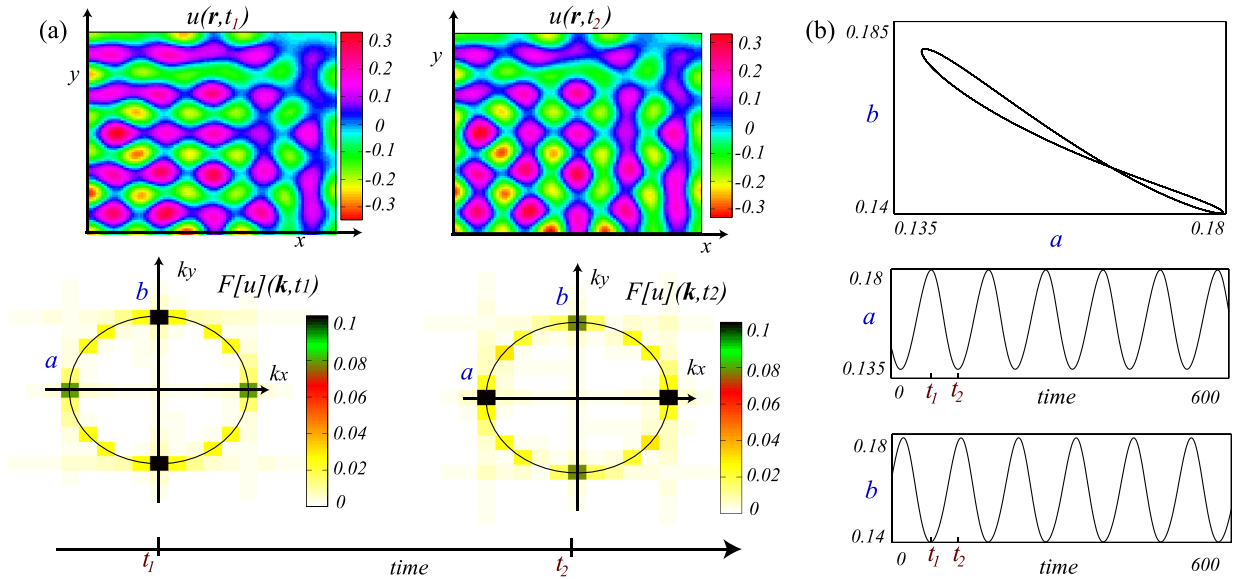 (a)
u(r,t1)
y
0.3
0.2
0.1
0
-0.1
-0.2
-0.3
x
u(r,t2)
y
0.3
0.2
0.1
0
-0.1
-0.2
-0.3
x
ky
F[u](k,t1)
b
a
kx
0.1
0.08
0.06
0.04
0.02
0
ky
F[u](k,t2)
b
a
kx
0.1
0.08
0.06
0.04
0.02
0
t1
time
t2
(b)
0.185
b
0.14
0.135
a
0.18
0.18
a
0.135
0
t1
t2
time
600
0.18
b
0.14
0
t1
t2
time
600